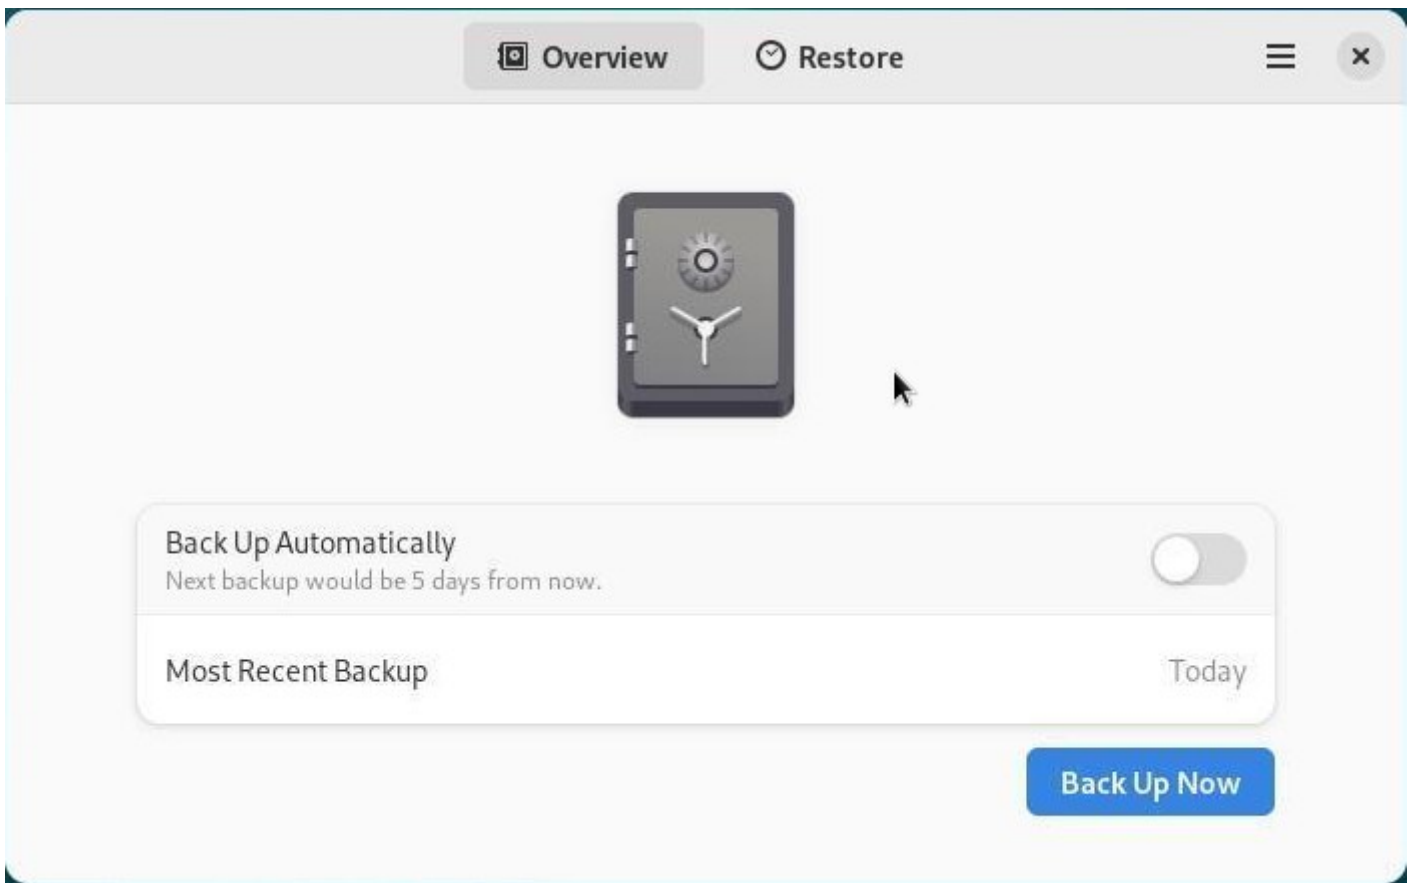 Overview
Restore
Back Up Automatically
Next backup would be 5 days from now.
Most Recent Backup
Today
Back Up Now